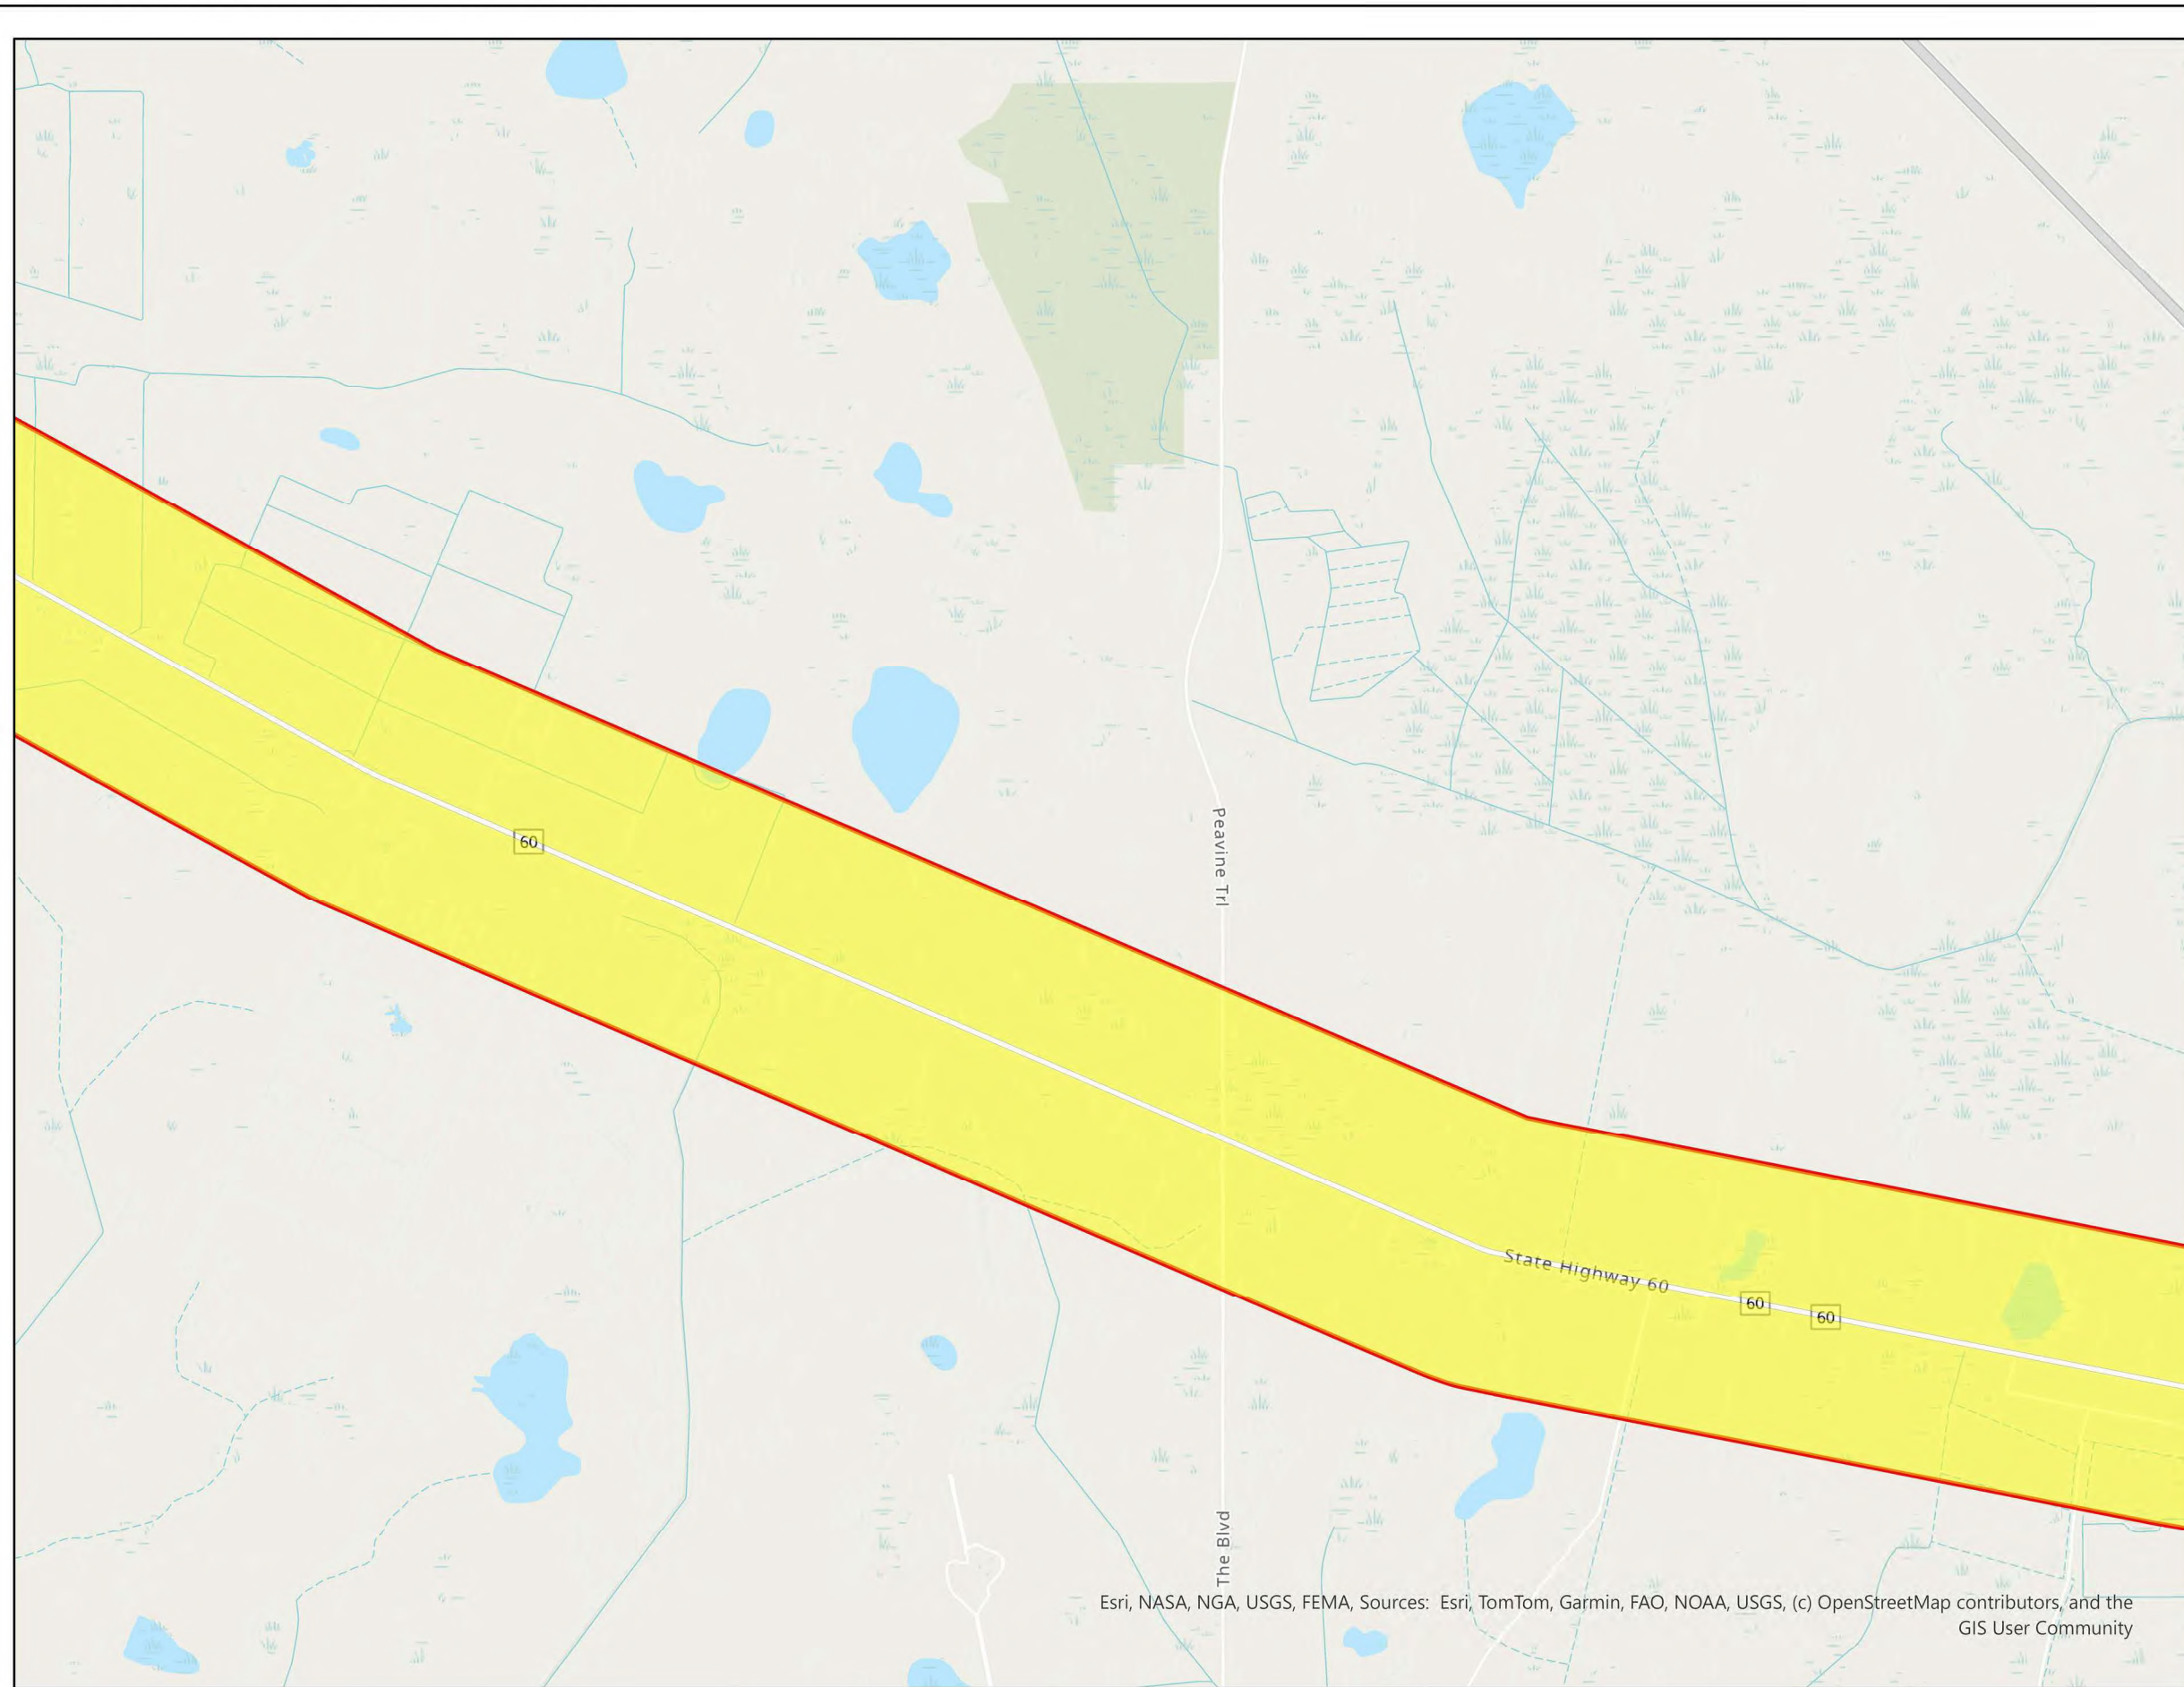 60
Peavine Trl
State Highway 60
60
60
The Blvd
Esri, NASA, NGA, USGS, FEMA, Sources: Esri, TomTom, Garmin, FAO, NOAA, USGS, (c) OpenStreetMap contributors, and the
GIS User Community